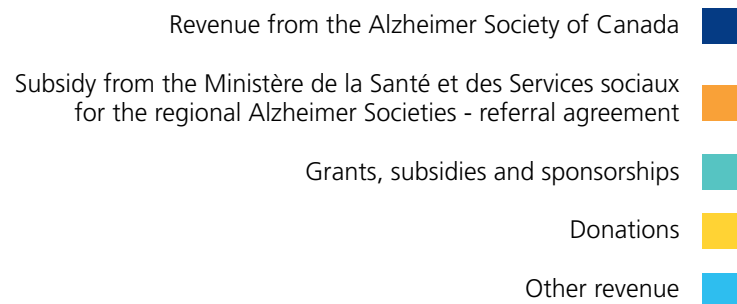 Revenue from the Alzheimer Society of Canada
Subsidy from the Ministère de la Santé et des Services sociaux
for the regional Alzheimer Societies - referral agreement
Grants, subsidies and sponsorships
Donations
Other revenue